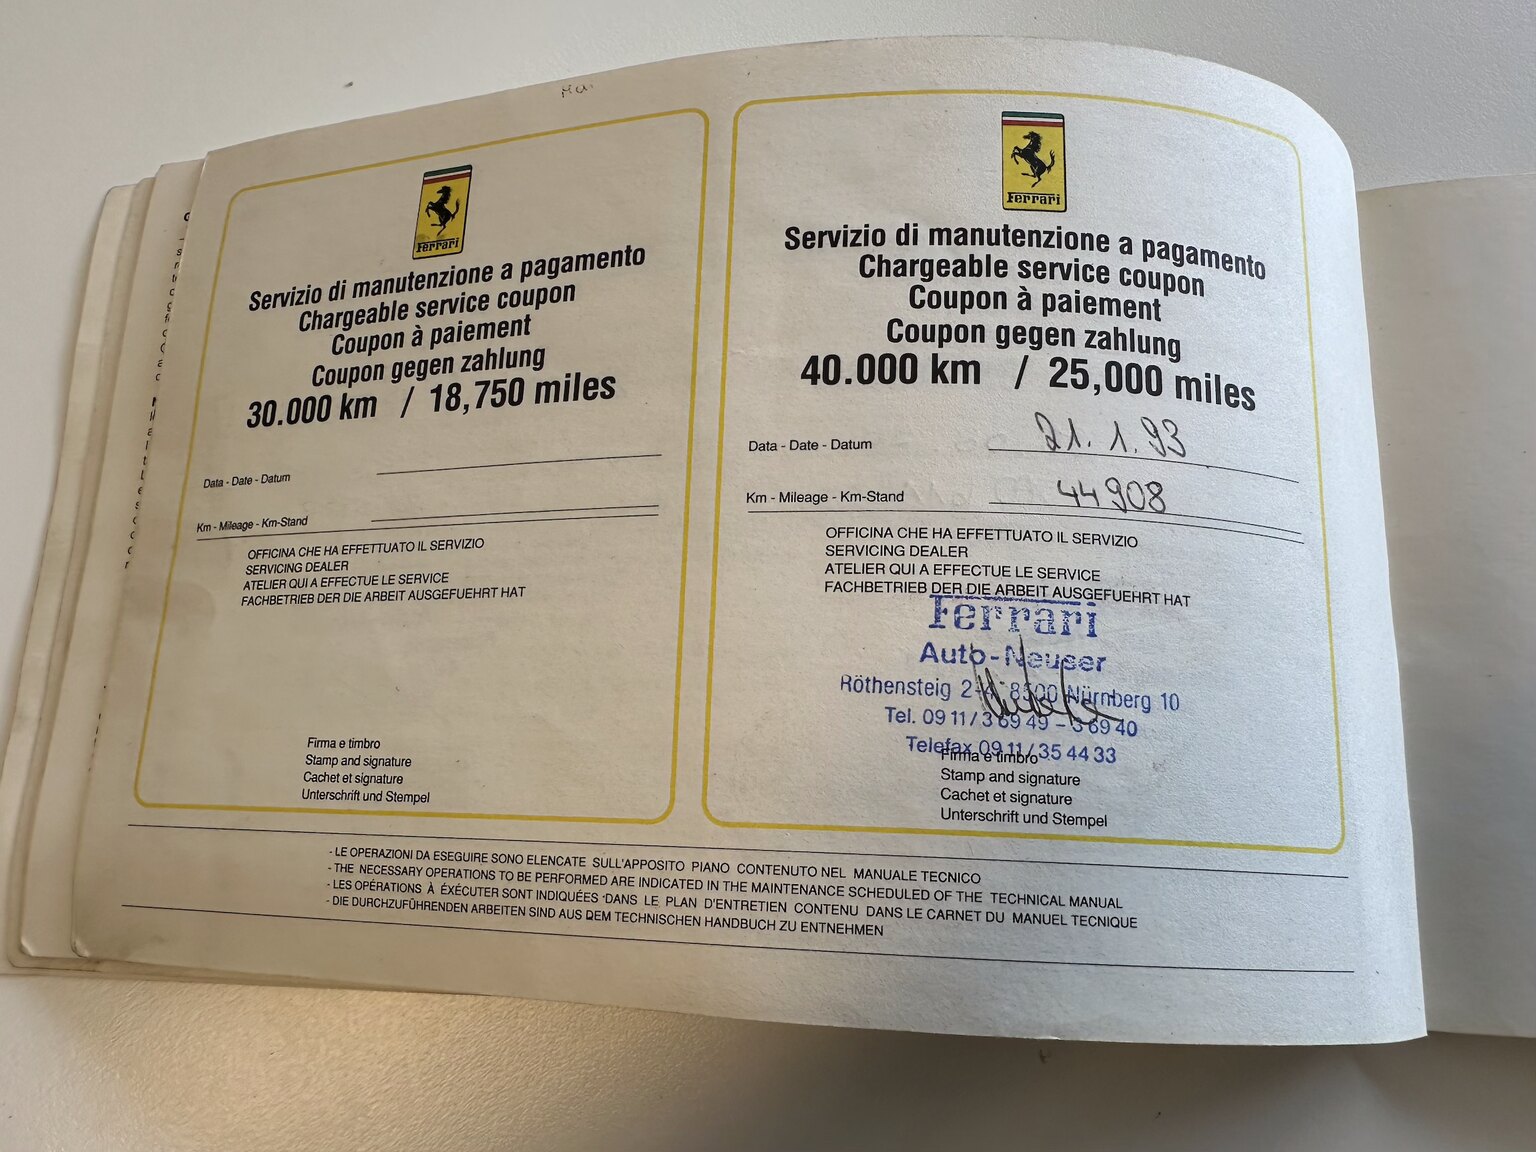 Ferrari
Servizio di manutenzione a pagamento
Chargeable service coupon
Coupon à paiement
Coupon gegen zahlung
30.000 km / 18,750 miles
Data - Date - Datum
Km - Mileage - Km-Stand
OFFICINA CHE HA EFFETTUATO IL SERVIZIO
SERVICING DEALER
ATELIER QUI A EFFECTUE LE SERVICE
FACHBETRIEB DER DIE ARBEIT AUSGEFUEHRT HAT
Firma e timbro
Stamp and signature
Cachet et signature
Unterschrift und Stempel
Ferrari
Servizio di manutenzione a pagamento
Chargeable service coupon
Coupon à paiement
Coupon gegen zahlung
40.000 km / 25,000 miles
Data - Date - Datum 21.1.93
Km - Mileage - Km-Stand 44908
OFFICINA CHE HA EFFETTUATO IL SERVIZIO
SERVICING DEALER
ATELIER QUI A EFFECTUE LE SERVICE
FACHBETRIEB DER DIE ARBEIT AUSGEFUEHRT HAT
Ferrari
Auto-Neuser
Röthensteig 2-4, 8500 Nürnberg 10
Tel. 09 11 / 3 69 49 - 3 69 40
Telefax 09 11 / 35 44 33
Firma e timbro
Stamp and signature
Cachet et signature
Unterschrift und Stempel
- LE OPERAZIONI DA ESEGUIRE SONO ELENCATE SULL'APPOSITO PIANO CONTENUTO NEL MANUALE TECNICO
- THE NECESSARY OPERATIONS TO BE PERFORMED ARE INDICATED IN THE MAINTENANCE SCHEDULED OF THE TECHNICAL MANUAL
- LES OPÉRATIONS À ÉXÉCUTER SONT INDIQUÉES DANS LE PLAN D'ENTRETIEN CONTENU DANS LE CARNET DU MANUEL TECNIQUE
- DIE DURCHZUFÜHRENDEN ARBEITEN SIND AUS DEM TECHNISCHEN HANDBUCH ZU ENTNEHMEN